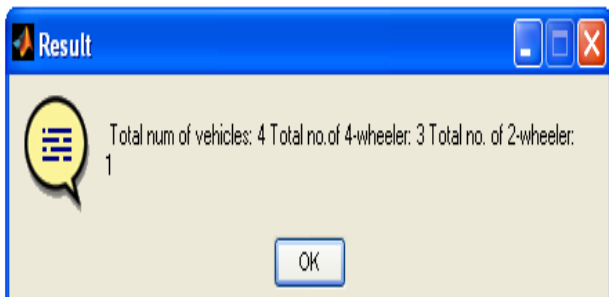 Result
Total num of vehicles: 4 Total no.of 4-wheeler: 3 Total no. of 2-wheeler:
1
OK